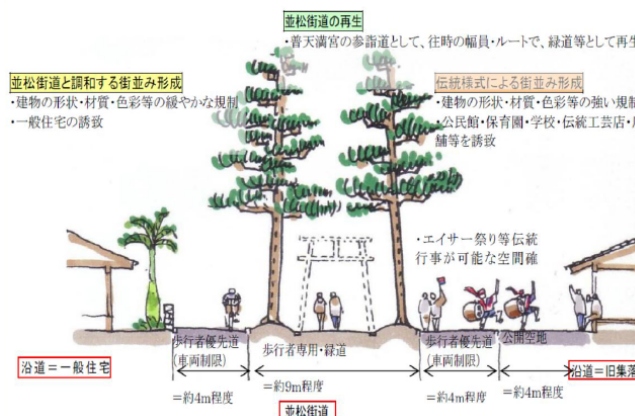 並松街道の再生
・普天満宮の参詣道として、往時の幅員・ルートで、緑道等として再生
並松街道と調和する街並み形成
・建物の形状・材質・色彩等の緩やかな規制
・一般住宅の誘致
伝統様式による街並み形成
・建物の形状・材質・色彩等の強い規制
・公民館・保育園・学校・伝統工芸店・
舗等を誘致
・エイサー祭り等伝統
行事が可能な空間確
歩行者優先道
(車両制限)
歩行者専用・緑道
歩行者優先道
(車両制限)
公開空地
沿道=一般住宅
沿道=旧集落
=約4m程度
=約9m程度
=約4m程度
=約4m程度
並松街道